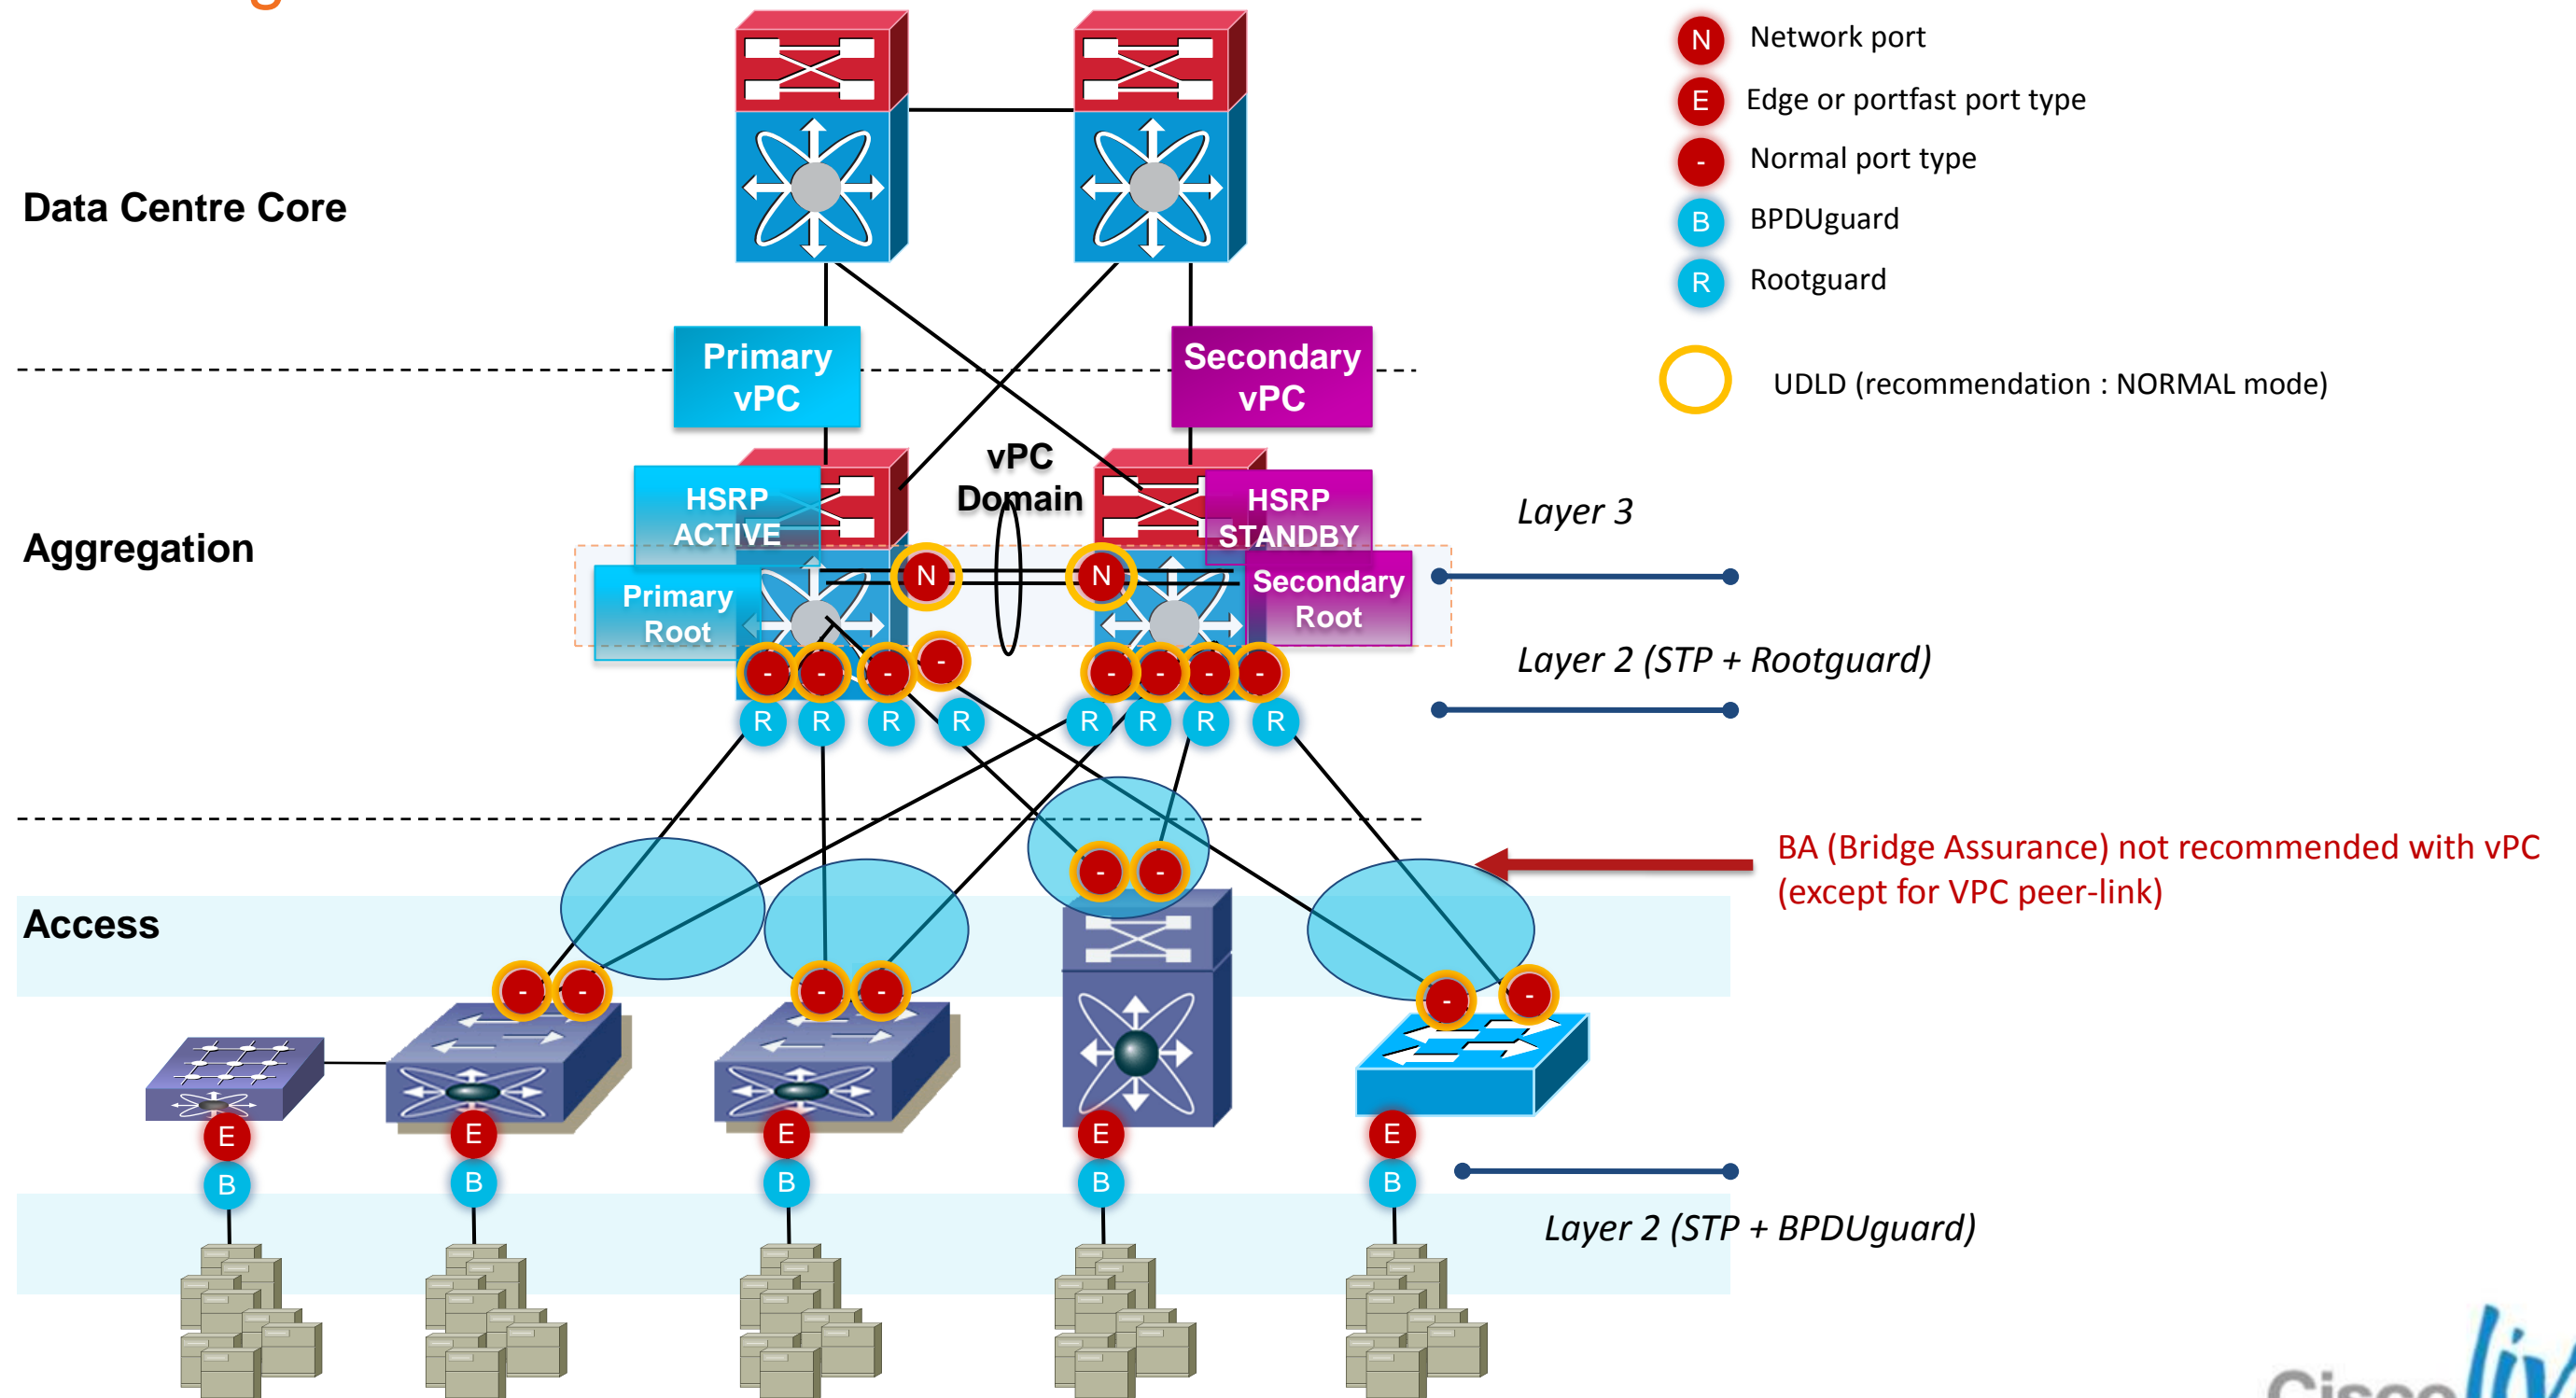 N Network port
E Edge or portfast port type
- Normal port type
B BPDUguard
R Rootguard
UDLD (recommendation : NORMAL mode)
Data Centre Core
Primary
vPC
Secondary
vPC
vPC
Domain
HSRP
ACTIVE
HSRP
STANDBY
Layer 3
Aggregation
N N
Primary
Root
Secondary
Root
Layer 2 (STP + Rootguard)
- - - - - - - -
R R R R R R R R
BA (Bridge Assurance) not recommended with vPC
(except for VPC peer-link)
- -
Access
- - - - - -
E E E E E
B B B B B
Layer 2 (STP + BPDUguard)
Cisco liv